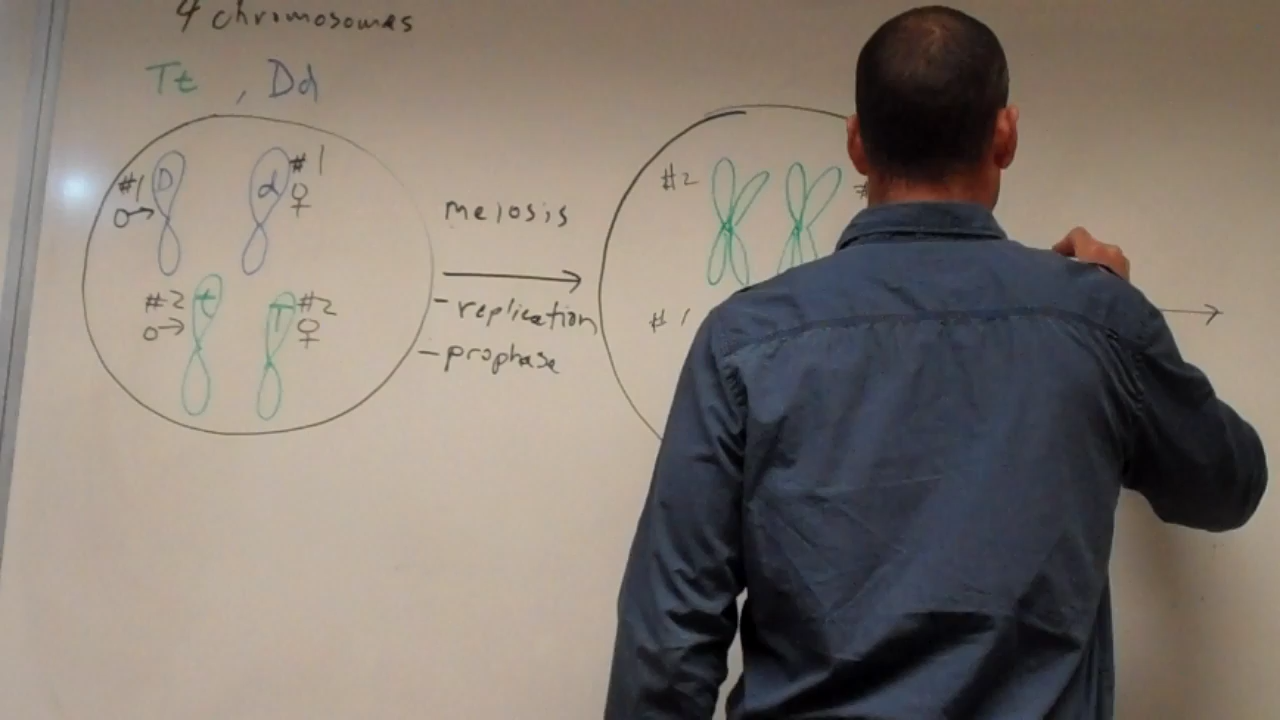 4 chromosomes
Tt , Dd
#1 ♂ D
d #1 ♀
#2 ♂ t
T #2 ♀
meiosis
-replication
-prophase
#2
#1